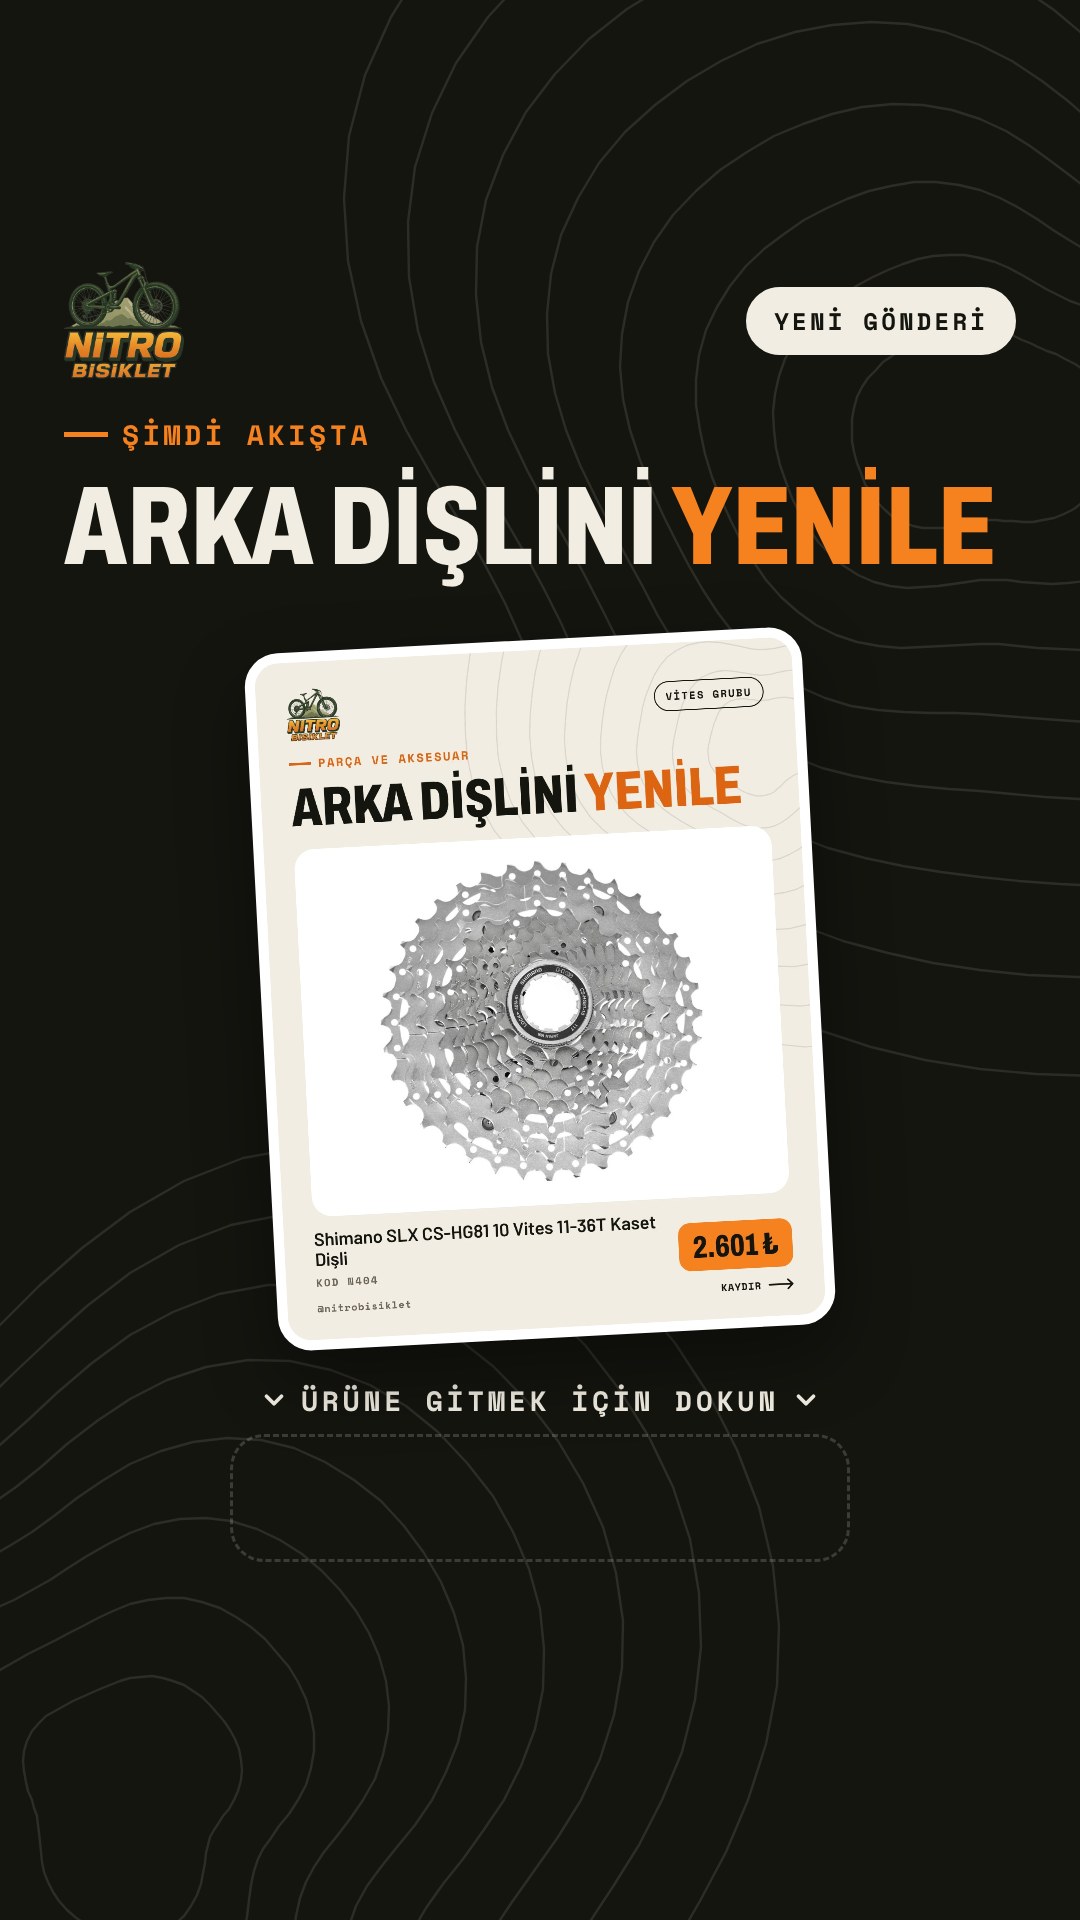 NiTRO
BiSiKLET
YENİ GÖNDERİ
ŞİMDİ AKIŞTA
ARKA DİŞLİNİ YENİLE
NiTRO
BiSiKLET
VİTES GRUBU
PARÇA VE AKSESUAR
ARKA DİŞLİNİ YENİLE
Shimano SLX CS-HG81 10 Vites 11-36T Kaset
Dişli
2.601 ₺
KOD N404
KAYDIR
@nitrobisiklet
ÜRÜNE GİTMEK İÇİN DOKUN